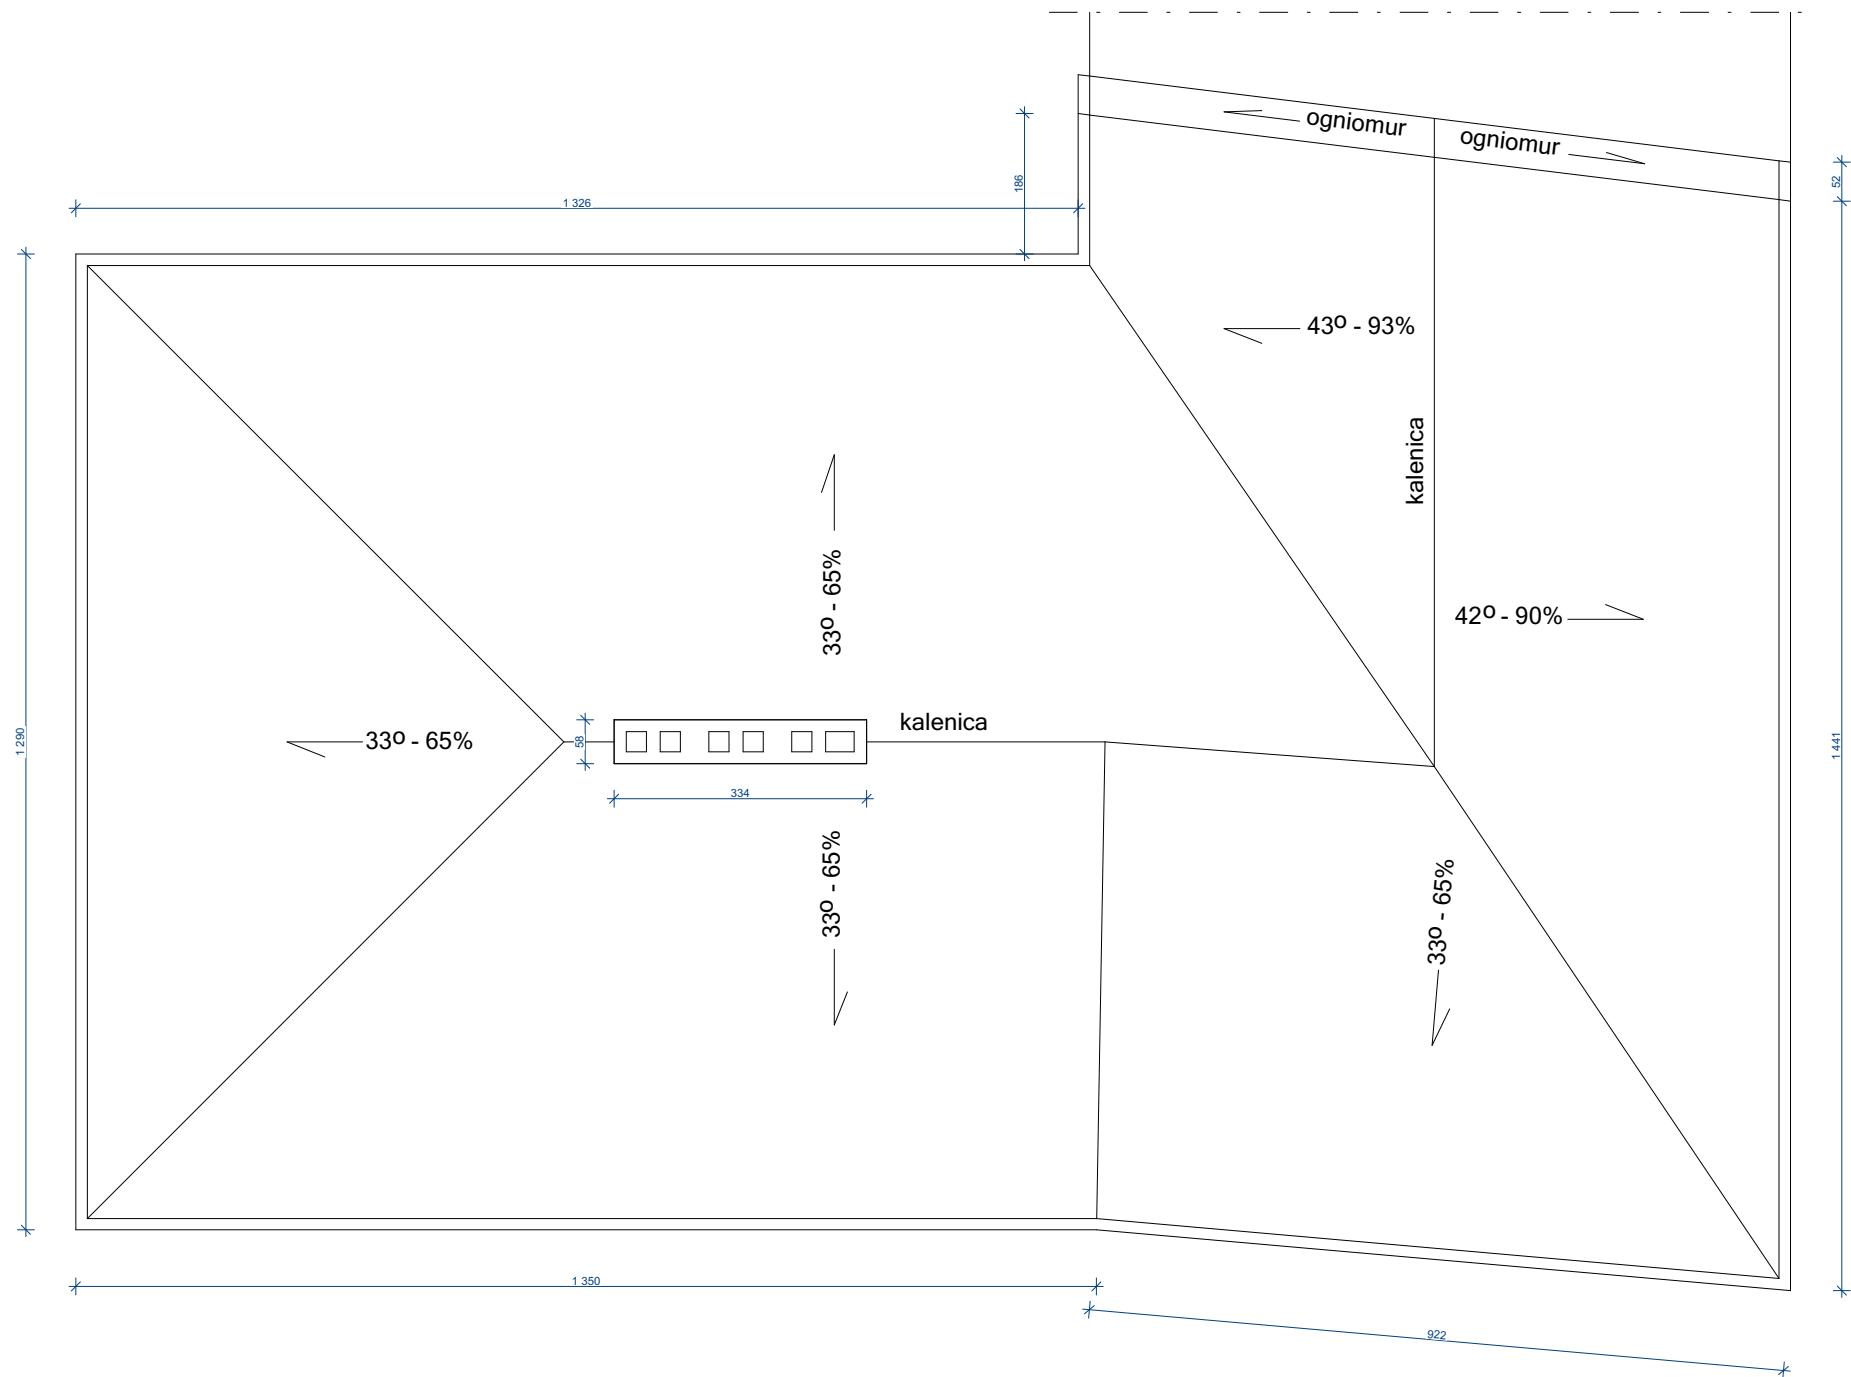 ogniomur
ogniomur
186
52
1 326
43º - 93%
kalenica
42º - 90%
33º - 65%
kalenica
33º - 65%
58
334
1 290
1 441
33º - 65%
33º - 65%
1 350
922